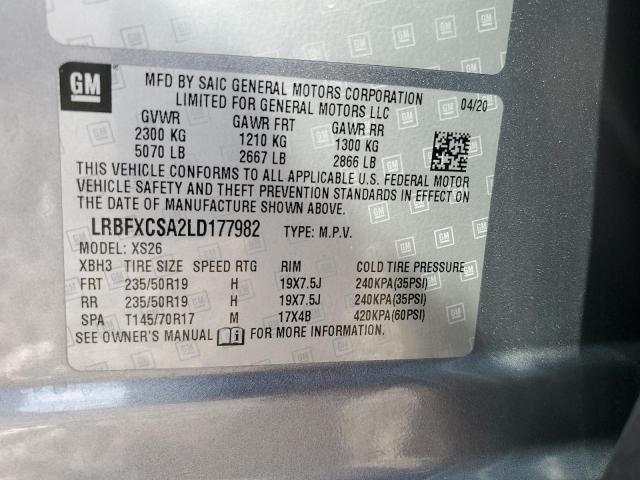 GM
MFD BY SAIC GENERAL MOTORS CORPORATION
LIMITED FOR GENERAL MOTORS LLC
04/20
GVWR GAWR FRT GAWR RR
2300 KG 1210 KG 1300 KG
5070 LB 2667 LB 2866 LB
THIS VEHICLE CONFORMS TO ALL APPLICABLE U.S. FEDERAL MOTOR
VEHICLE SAFETY AND THEFT PREVENTION STANDARDS IN EFFECT ON
THE DATE OF MANUFACTURE SHOWN ABOVE.
LRBFXCSA2LD177982 TYPE: M.P.V.
MODEL: XS26
XBH3 TIRE SIZE SPEED RTG RIM COLD TIRE PRESSURE
FRT 235/50R19 H 19X7.5J 240KPA(35PSI)
RR 235/50R19 H 19X7.5J 240KPA(35PSI)
SPA T145/70R17 M 17X4B 420KPA(60PSI)
SEE OWNER'S MANUAL FOR MORE INFORMATION.